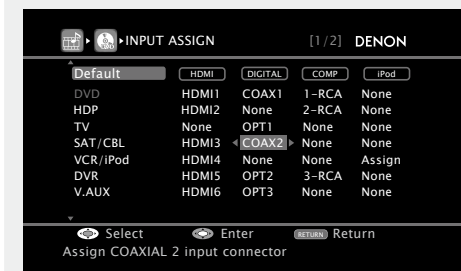 INPUT ASSIGN [1/2] DENON
Default HDMI DIGITAL COMP iPod
DVD HDMI1 COAX1 1-RCA None
HDP HDMI2 None 2-RCA None
TV None OPT1 None None
SAT/CBL HDMI3 COAX2 None None
VCR/iPod HDMI4 None None Assign
DVR HDMI5 OPT2 3-RCA None
V.AUX HDMI6 OPT3 None None
Select Enter RETURN Return
Assign COAXIAL 2 input connector